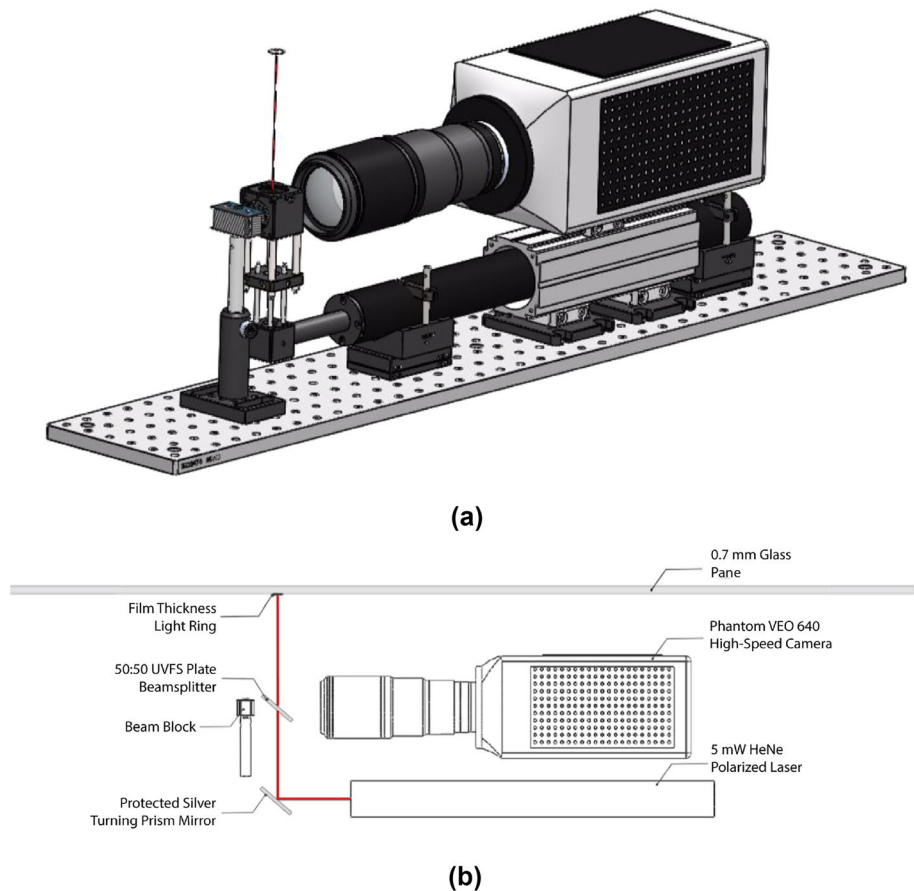 (a)
0.7 mm Glass
Pane
Film Thickness
Light Ring
Phantom VEO 640
High-Speed Camera
50:50 UVFS Plate
Beamsplitter
Beam Block
5 mW HeNe
Polarized Laser
Protected Silver
Turning Prism Mirror
(b)